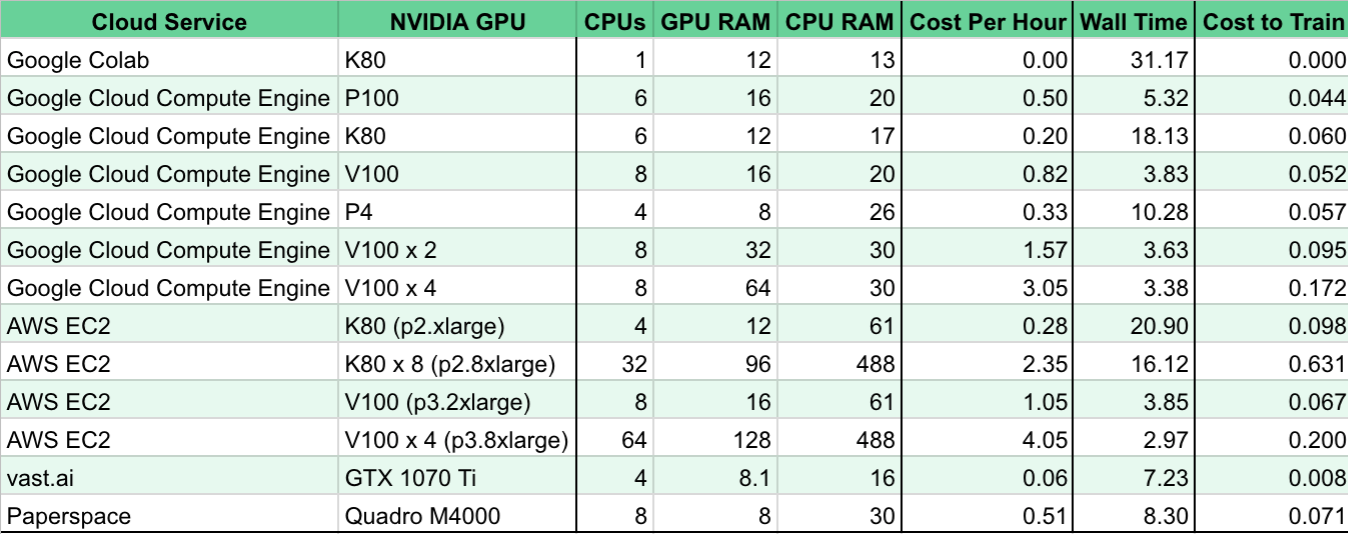 Cloud Service NVIDIA GPU CPUs GPU RAM CPU RAM Cost Per Hour Wall Time Cost to Train
Google Colab K80 1 12 13 0.00 31.17 0.000
Google Cloud Compute Engine P100 6 16 20 0.50 5.32 0.044
Google Cloud Compute Engine K80 6 12 17 0.20 18.13 0.060
Google Cloud Compute Engine V100 8 16 20 0.82 3.83 0.052
Google Cloud Compute Engine P4 4 8 26 0.33 10.28 0.057
Google Cloud Compute Engine V100 x 2 8 32 30 1.57 3.63 0.095
Google Cloud Compute Engine V100 x 4 8 64 30 3.05 3.38 0.172
AWS EC2 K80 (p2.xlarge) 4 12 61 0.28 20.90 0.098
AWS EC2 K80 x 8 (p2.8xlarge) 32 96 488 2.35 16.12 0.631
AWS EC2 V100 (p3.2xlarge) 8 16 61 1.05 3.85 0.067
AWS EC2 V100 x 4 (p3.8xlarge) 64 128 488 4.05 2.97 0.200
vast.ai GTX 1070 Ti 4 8.1 16 0.06 7.23 0.008
Paperspace Quadro M4000 8 8 30 0.51 8.30 0.071